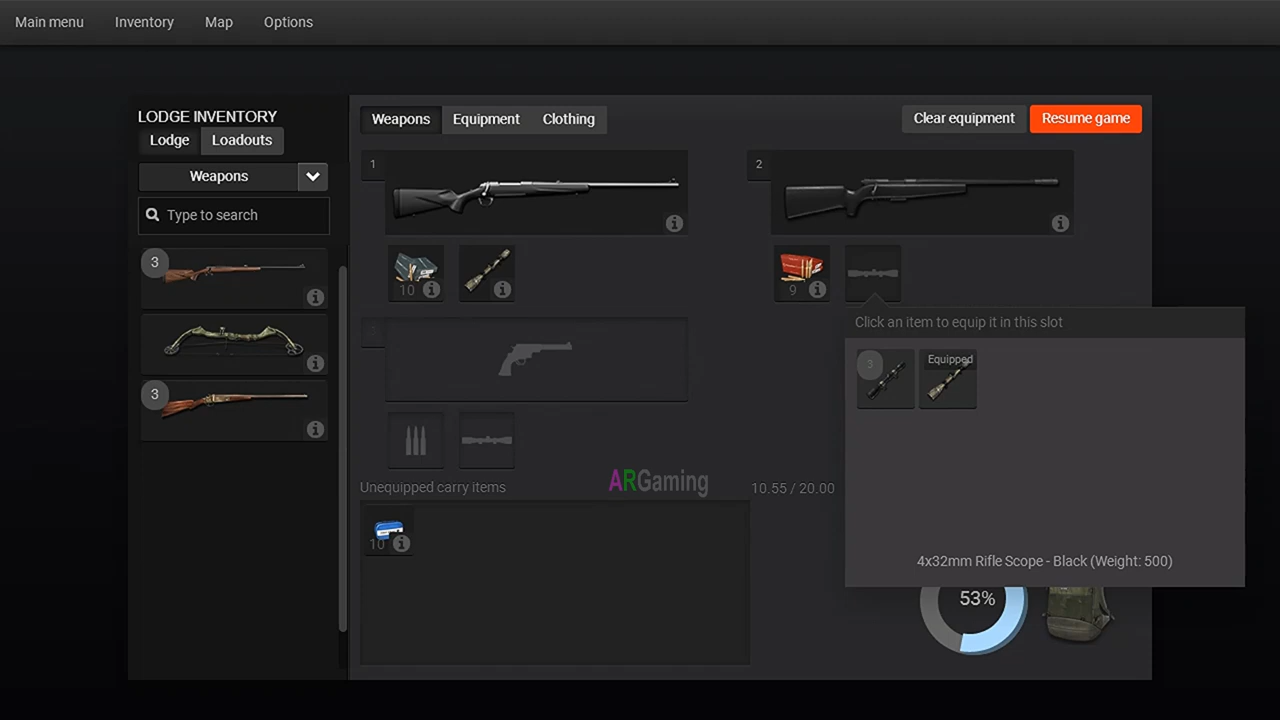 Main menu Inventory Map Options
LODGE INVENTORY
Lodge Loadouts
Weapons
Type to search
3
3
Weapons Equipment Clothing
Clear equipment Resume game
1
2
10
9
Click an item to equip it in this slot
3
Equipped
4x32mm Rifle Scope - Black (Weight: 500)
ARGaming
Unequipped carry items
10.55 / 20.00
10
53%